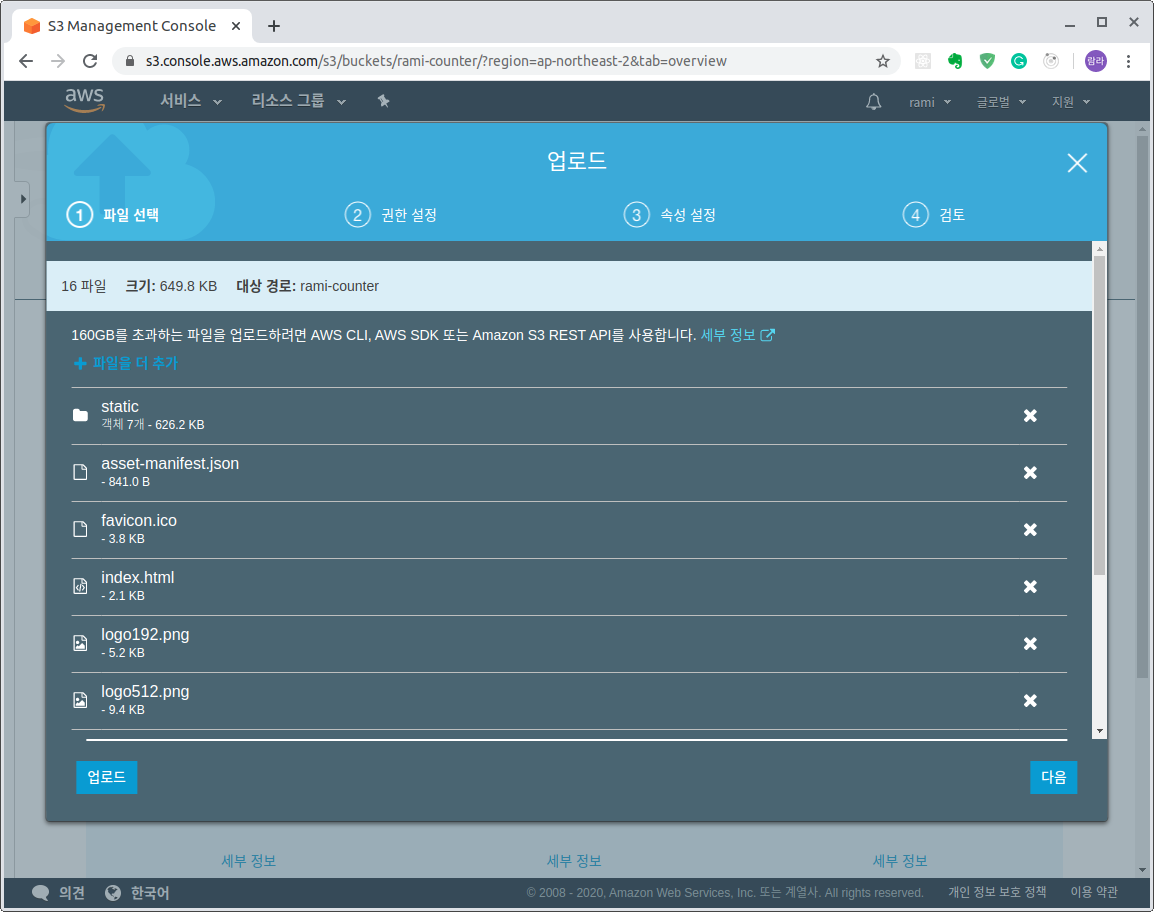 S3 Management Console
s3.console.aws.amazon.com/s3/buckets/rami-counter/?region=ap-northeast-2&tab=overview
람라
aws 서비스 리소스 그룹 rami 글로벌 지원
업로드
1 파일 선택 2 권한 설정 3 속성 설정 4 검토
16 파일 크기: 649.8 KB 대상 경로: rami-counter
160GB를 초과하는 파일을 업로드하려면 AWS CLI, AWS SDK 또는 Amazon S3 REST API를 사용합니다. 세부 정보
파일을 더 추가
static
객체 7개 - 626.2 KB
asset-manifest.json
- 841.0 B
favicon.ico
- 3.8 KB
index.html
- 2.1 KB
logo192.png
- 5.2 KB
logo512.png
- 9.4 KB
업로드 다음
세부 정보 세부 정보 세부 정보
의견 한국어 © 2008 - 2020, Amazon Web Services, Inc. 또는 계열사. All rights reserved. 개인 정보 보호 정책 이용 약관